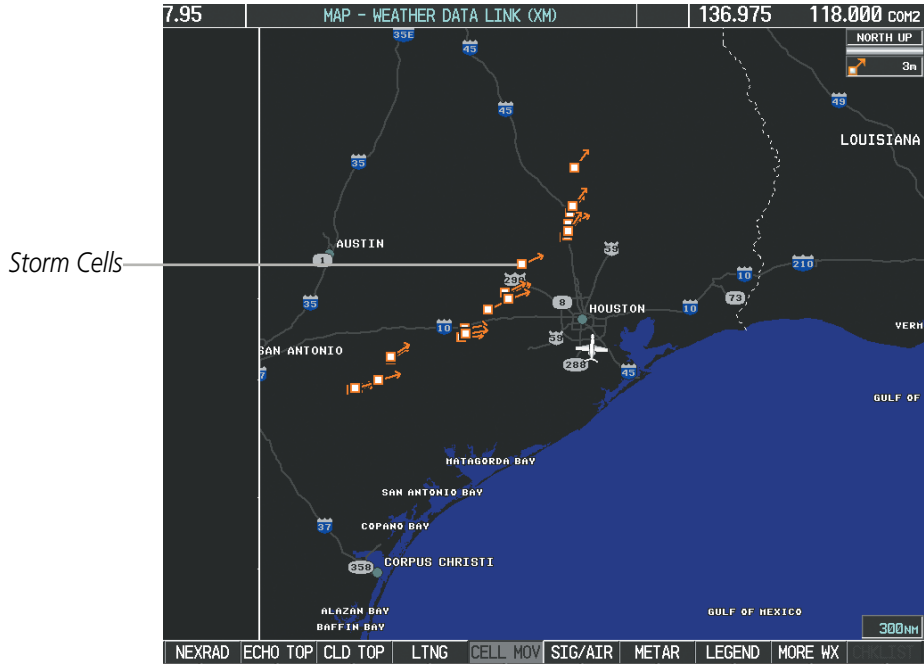 7.95 MAP - WEATHER DATA LINK (XM) 136.975 118.000 COM2
NORTH UP
3m
35E
45
45
49
LOUISIANA
35
AUSTIN
1
Storm Cells
59
290
10
210
35
8
73
10
HOUSTON
10
VERM
SAN ANTONIO
59
288
45
37
GULF OF
MATAGORDA BAY
SAN ANTONIO BAY
COPANO BAY
358
CORPUS CHRISTI
ALAZAN BAY
GULF OF MEXICO
BAFFIN BAY
300NM
NEXRAD ECHO TOP CLD TOP LTNG CELL MOV SIG/AIR METAR LEGEND MORE WX CHKLIST